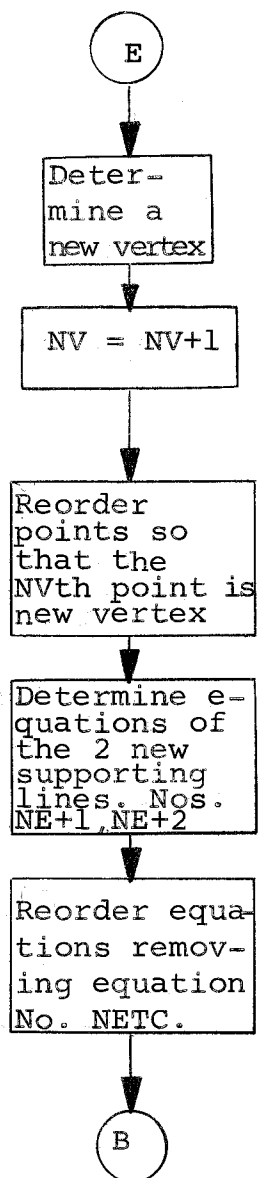 E
Deter-
mine a
new vertex
NV = NV+1
Reorder
points so
that the
NVth point is
new vertex
Determine e-
quations of
the 2 new
supporting
lines. Nos.
NE+1,NE+2
Reorder equa-
tions remov-
ing equation
No. NETC.
B